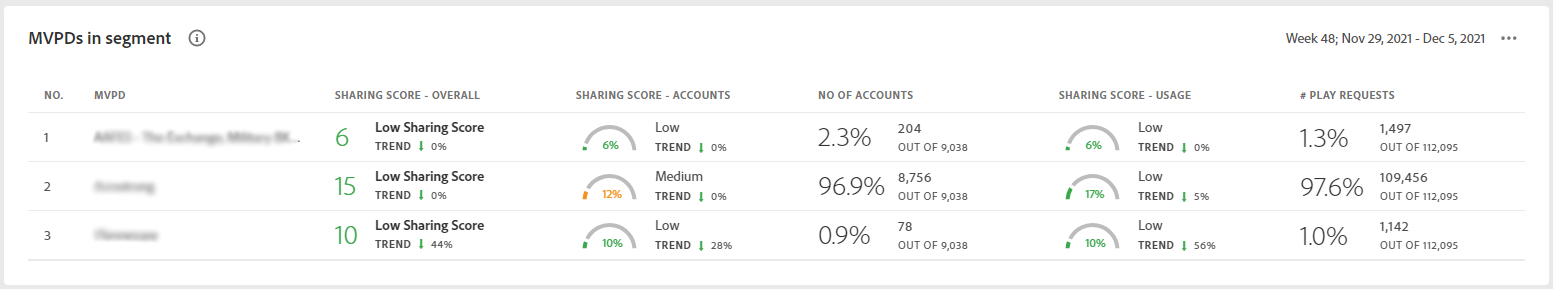 MVPDs in segment
Week 48; Nov 29, 2021 - Dec 5, 2021
NO. MVPD SHARING SCORE - OVERALL SHARING SCORE - ACCOUNTS NO OF ACCOUNTS SHARING SCORE - USAGE # PLAY REQUESTS
1 6 Low Sharing Score 6% Low 2.3% 204 6% Low 1.3% 1,497
TREND 0% TREND 0% OUT OF 9,038 TREND 0% OUT OF 112,095
2 15 Low Sharing Score 12% Medium 96.9% 8,756 17% Low 97.6% 109,456
TREND 0% TREND 0% OUT OF 9,038 TREND 5% OUT OF 112,095
3 10 Low Sharing Score 10% Low 0.9% 78 10% Low 1.0% 1,142
TREND 44% TREND 28% OUT OF 9,038 TREND 56% OUT OF 112,095